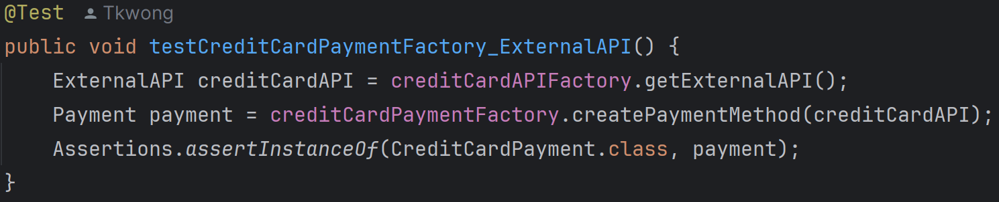 @Test Tkwong
public void testCreditCardPaymentFactory_ExternalAPI() {
    ExternalAPI creditCardAPI = creditCardAPIFactory.getExternalAPI();
    Payment payment = creditCardPaymentFactory.createPaymentMethod(creditCardAPI);
    Assertions.assertInstanceOf(CreditCardPayment.class, payment);
}